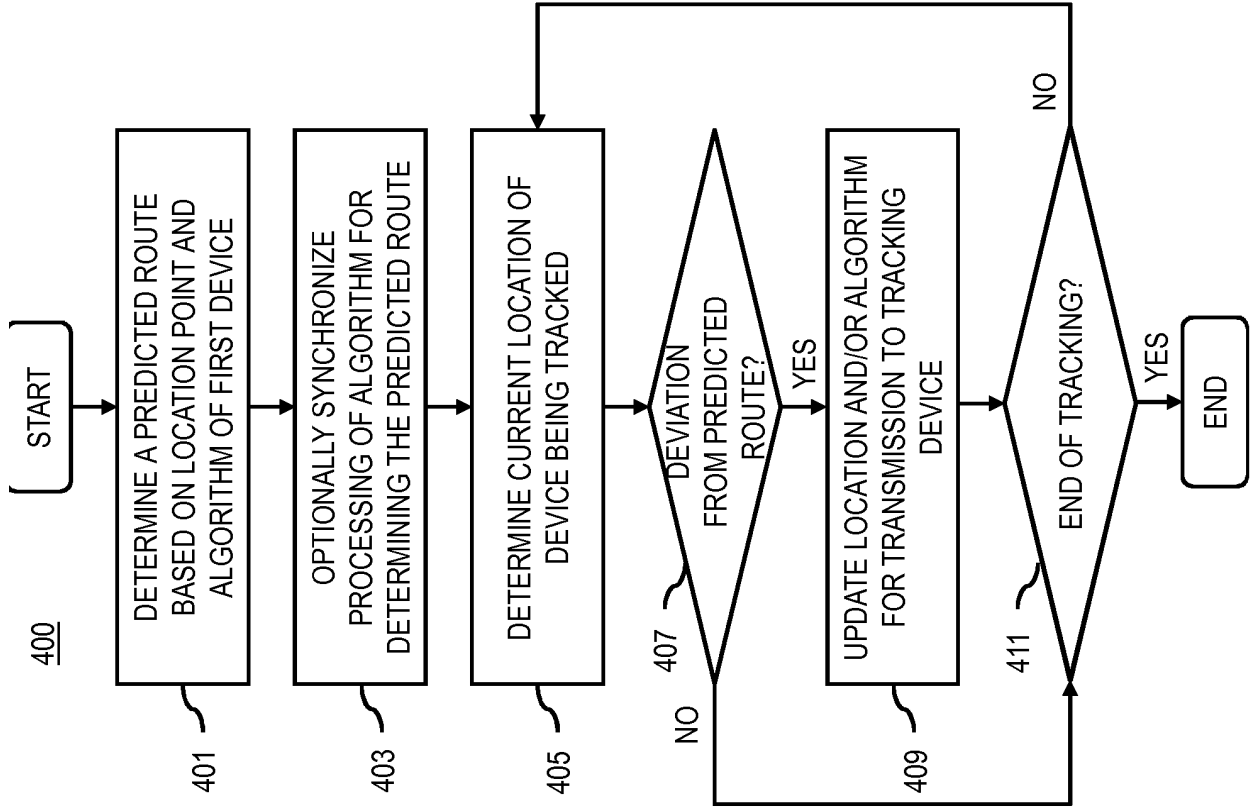 400
START
DETERMINE A PREDICTED ROUTE
BASED ON LOCATION POINT AND
ALGORITHM OF FIRST DEVICE
401
OPTIONALLY SYNCHRONIZE
PROCESSING OF ALGORITHM FOR
DETERMINING THE PREDICTED ROUTE
403
DETERMINE CURRENT LOCATION OF
DEVICE BEING TRACKED
405
DEVIATION
FROM PREDICTED
ROUTE?
407
NO
YES
UPDATE LOCATION AND/OR ALGORITHM
FOR TRANSMISSION TO TRACKING
DEVICE
409
END OF TRACKING?
411
NO
YES
END